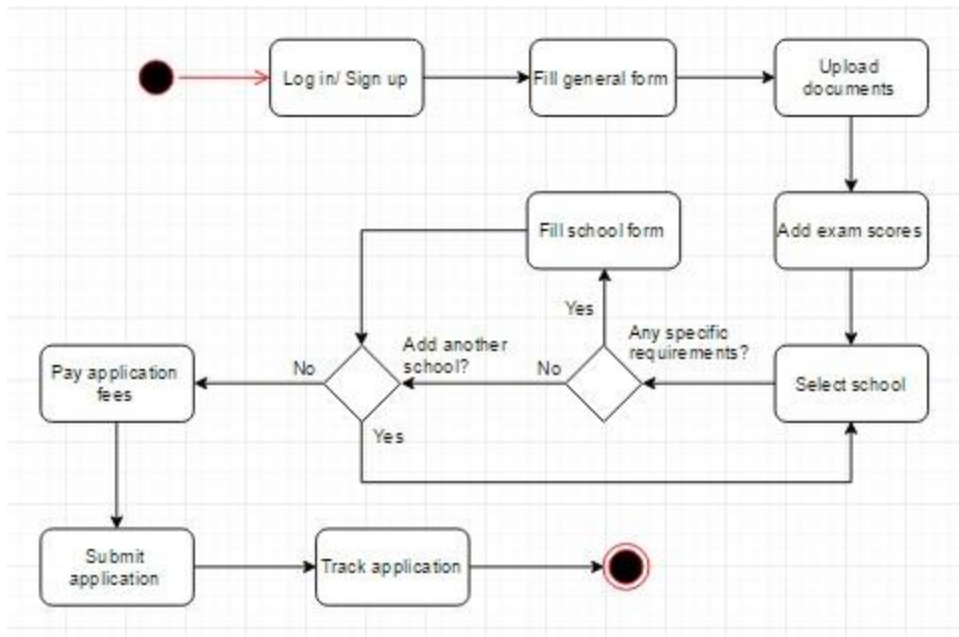 Log in/ Sign up
Fill general form
Upload
documents
Fill school form
Add exam scores
Yes
Any specific
requirements?
Add another
school?
No
No
Pay application
fees
Select school
Yes
Submit
application
Track application